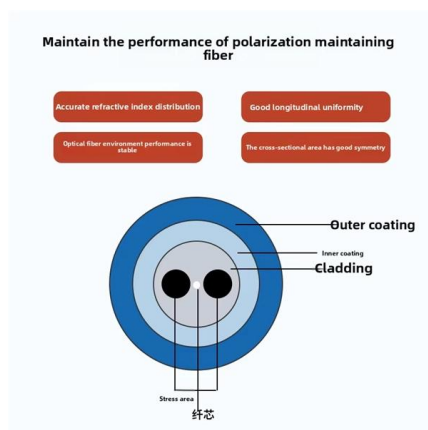 Maintain the performance of polarization maintaining
fiber
Accurate refractive index distribution
Good longitudinal uniformity
Optical fiber environment performance is
stable
The cross-sectional area has good symmetry
Outer coating
Inner coating
Cladding
Stress area
纤芯